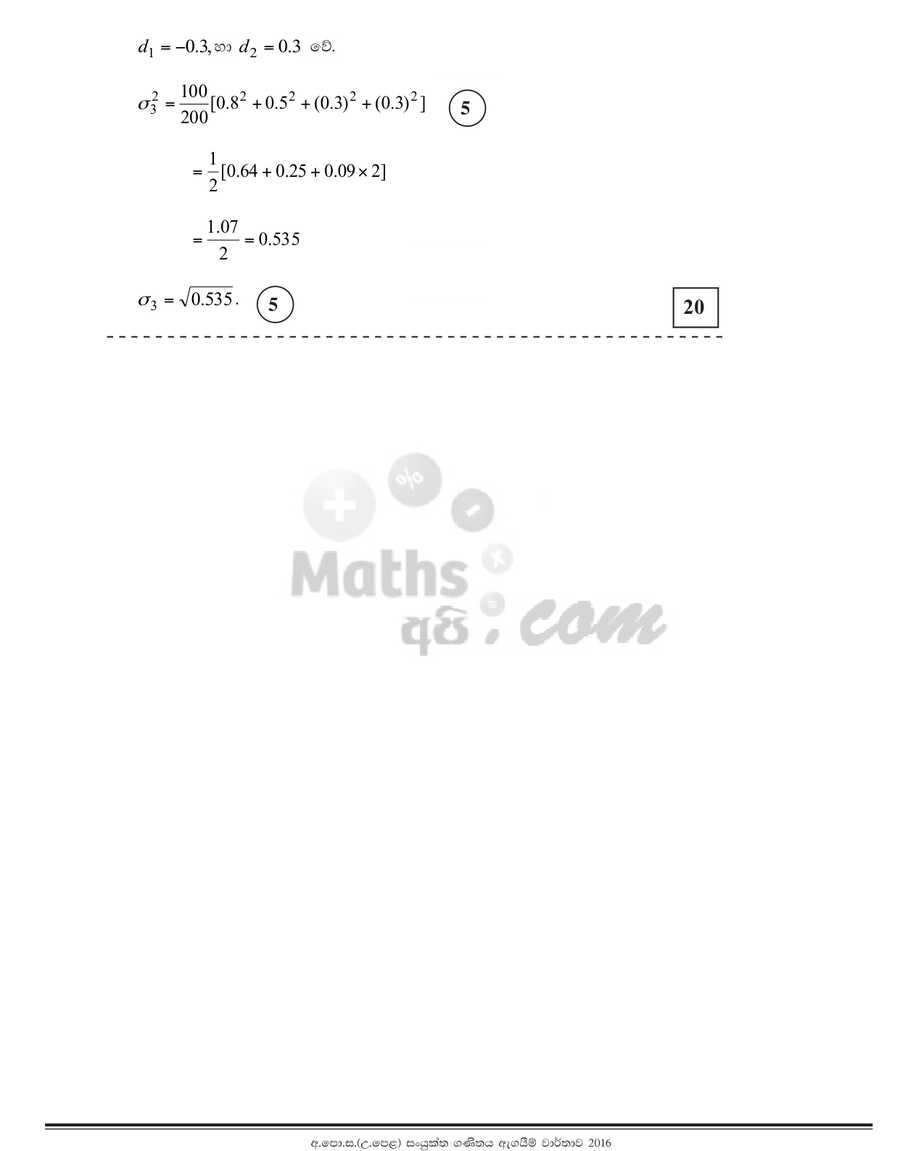 d₁ = −0.3, හා d₂ = 0.3 වේ.
σ₃² = 100/200 [0.8² + 0.5² + (0.3)² + (0.3)²] 5
= 1/2 [0.64 + 0.25 + 0.09 × 2]
= 1.07/2 = 0.535
σ₃ = √0.535 . 5 20
Maths
අපි . com
අ.පො.ස.(උ.පෙළ) සංයුක්ත ගණිතය ඇගයීම් වාර්තාව 2016